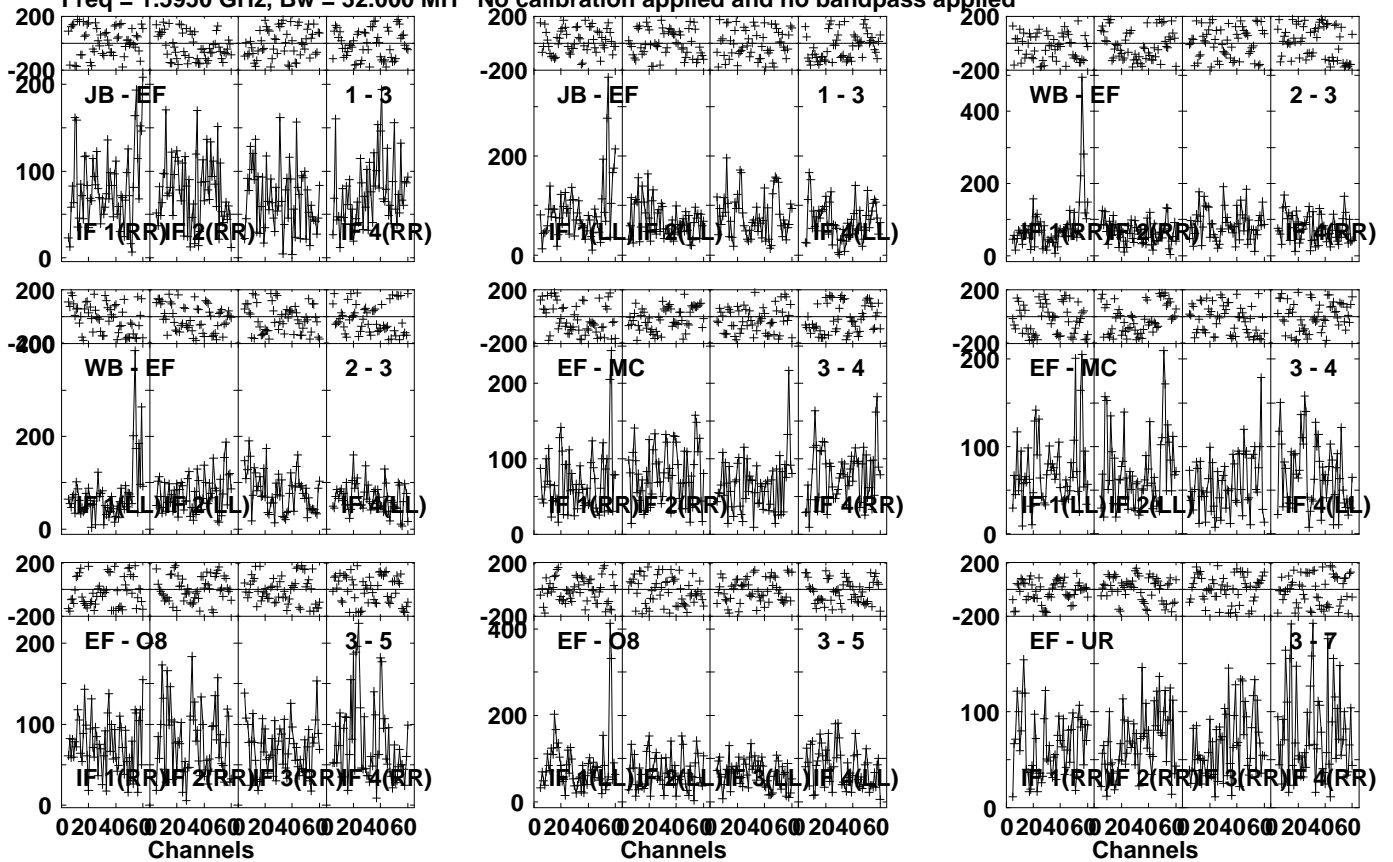 Freq = 1.5950 GHz, Bw = 32.000 MH No calibration applied and no bandpass applied
200
-200
200
100
0
JB - EF 1 - 3
IF 1(RR) IF 2(RR) IF 4(RR)
200
-200
200
0
JB - EF 1 - 3
IF 1(LL) IF 2(LL) IF 4(LL)
200
-200
400
200
0
WB - EF 2 - 3
IF 1(RR) IF 2(RR) IF 4(RR)
200
-200
400
200
0
WB - EF 2 - 3
IF 1(LL) IF 2(LL) IF 4(LL)
200
-200
200
100
0
EF - MC 3 - 4
IF 1(RR) IF 2(RR) IF 4(RR)
200
-200
200
100
0
EF - MC 3 - 4
IF 1(LL) IF 2(LL) IF 4(LL)
200
-200
200
100
0
EF - O8 3 - 5
IF 1(RR) IF 2(RR) IF 3(RR) IF 4(RR)
0 20 40 60 0 20 40 60 0 20 40 60 0 20 40 60
Channels
200
-200
400
200
0
EF - O8 3 - 5
IF 1(LL) IF 2(LL) IF 3(LL) IF 4(LL)
0 20 40 60 0 20 40 60 0 20 40 60 0 20 40 60
Channels
200
-200
100
0
EF - UR 3 - 7
IF 1(RR) IF 2(RR) IF 3(RR) IF 4(RR)
0 20 40 60 0 20 40 60 0 20 40 60 0 20 40 60
Channels